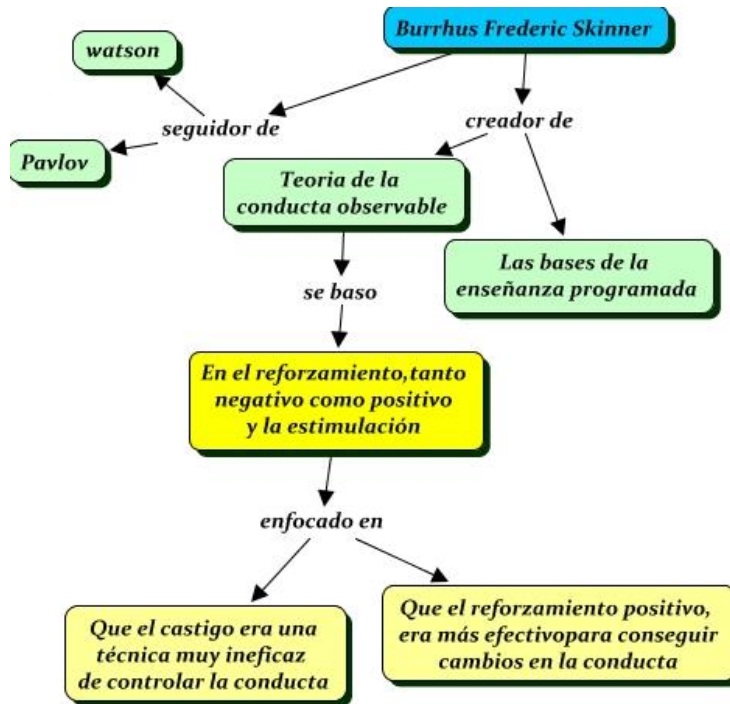 Burrhus Frederic Skinner
watson
seguidor de
creador de
Pavlov
Teoria de la
conducta observable
Las bases de la
enseñanza programada
se baso
En el reforzamiento,tanto
negativo como positivo
y la estimulación
enfocado en
Que el castigo era una
técnica muy ineficaz
de controlar la conducta
Que el reforzamiento positivo,
era más efectivopara conseguir
cambios en la conducta